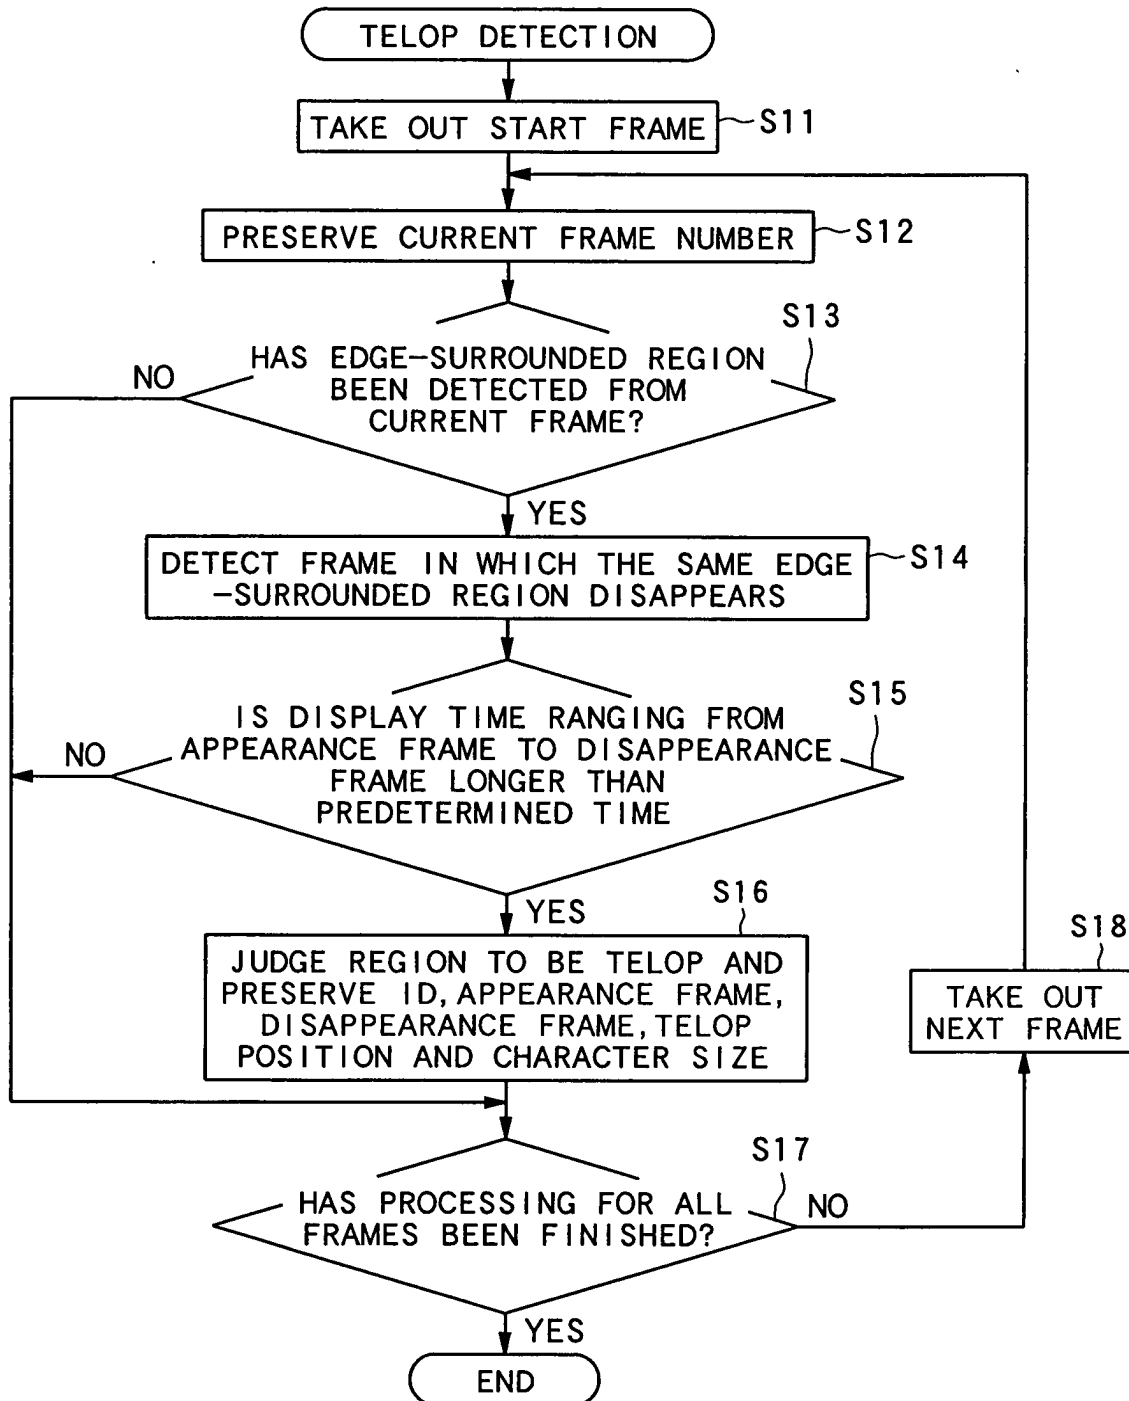 TELOP DETECTION
TAKE OUT START FRAME
S11
PRESERVE CURRENT FRAME NUMBER
S12
S13
HAS EDGE-SURROUNDED REGION
BEEN DETECTED FROM
CURRENT FRAME?
NO
YES
DETECT FRAME IN WHICH THE SAME EDGE
-SURROUNDED REGION DISAPPEARS
S14
S15
IS DISPLAY TIME RANGING FROM
APPEARANCE FRAME TO DISAPPEARANCE
FRAME LONGER THAN
PREDETERMINED TIME
NO
YES
S16
JUDGE REGION TO BE TELOP AND
PRESERVE ID, APPEARANCE FRAME,
DISAPPEARANCE FRAME, TELOP
POSITION AND CHARACTER SIZE
S18
TAKE OUT
NEXT FRAME
S17
HAS PROCESSING FOR ALL
FRAMES BEEN FINISHED?
NO
YES
END